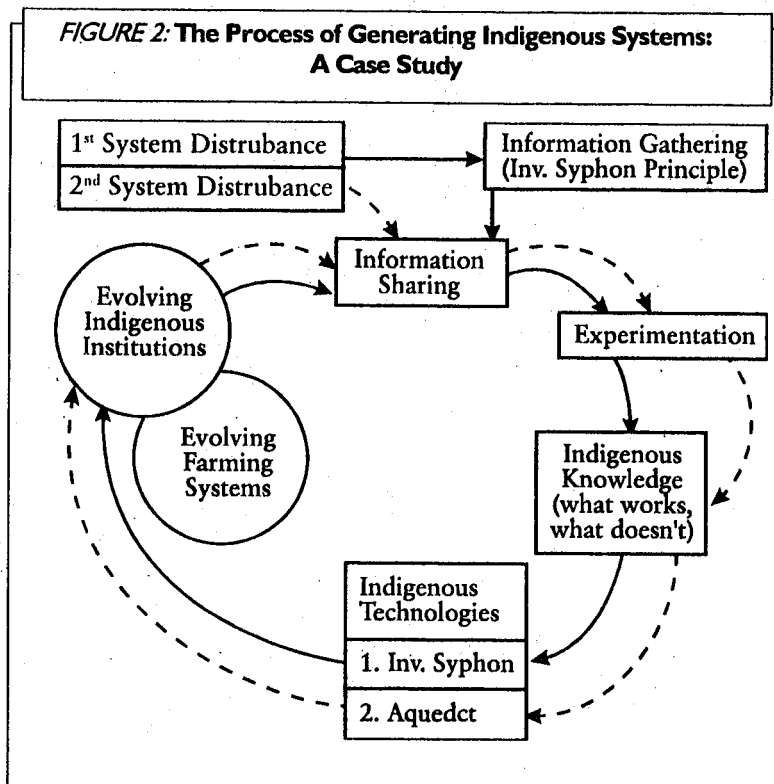 FIGURE 2: The Process of Generating Indigenous Systems:
A Case Study
1st System Distrubance
2nd System Distrubance
Information Gathering
(Inv. Syphon Principle)
Information
Sharing
Evolving
Indigenous
Institutions
Experimentation
Evolving
Farming
Systems
Indigenous
Knowledge
(what works,
what doesn't)
Indigenous
Technologies
1. Inv. Syphon
2. Aquedct